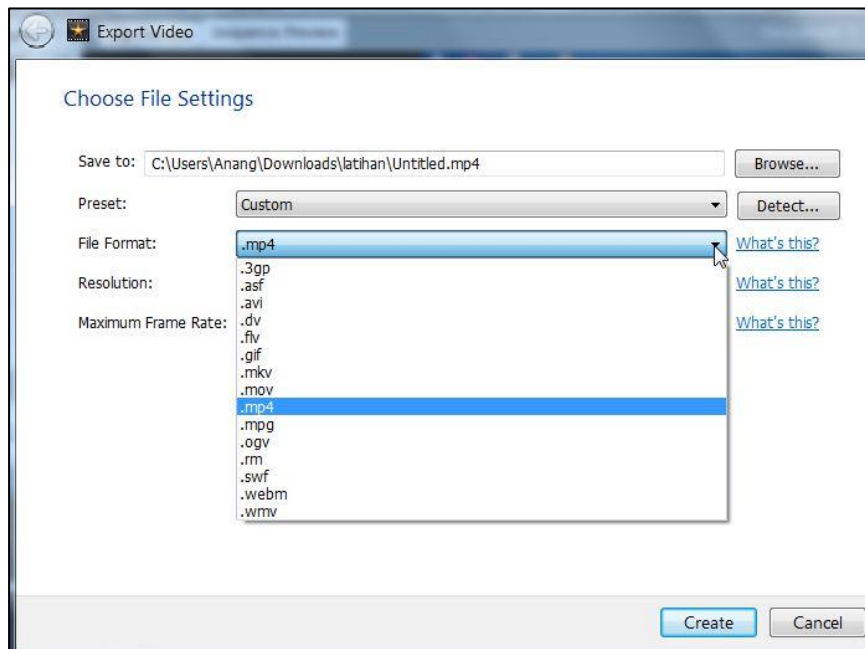 Export Video
Choose File Settings
Save to: C:\Users\Anang\Downloads\latihan\Untitled.mp4 Browse...
Preset: Custom Detect...
File Format: .mp4 What's this?
.3gp
Resolution: .asf What's this?
.avi
Maximum Frame Rate: .dv What's this?
.flv
.gif
.mkv
.mov
.mp4
.mpg
.ogv
.rm
.swf
.webm
.wmv
Create Cancel